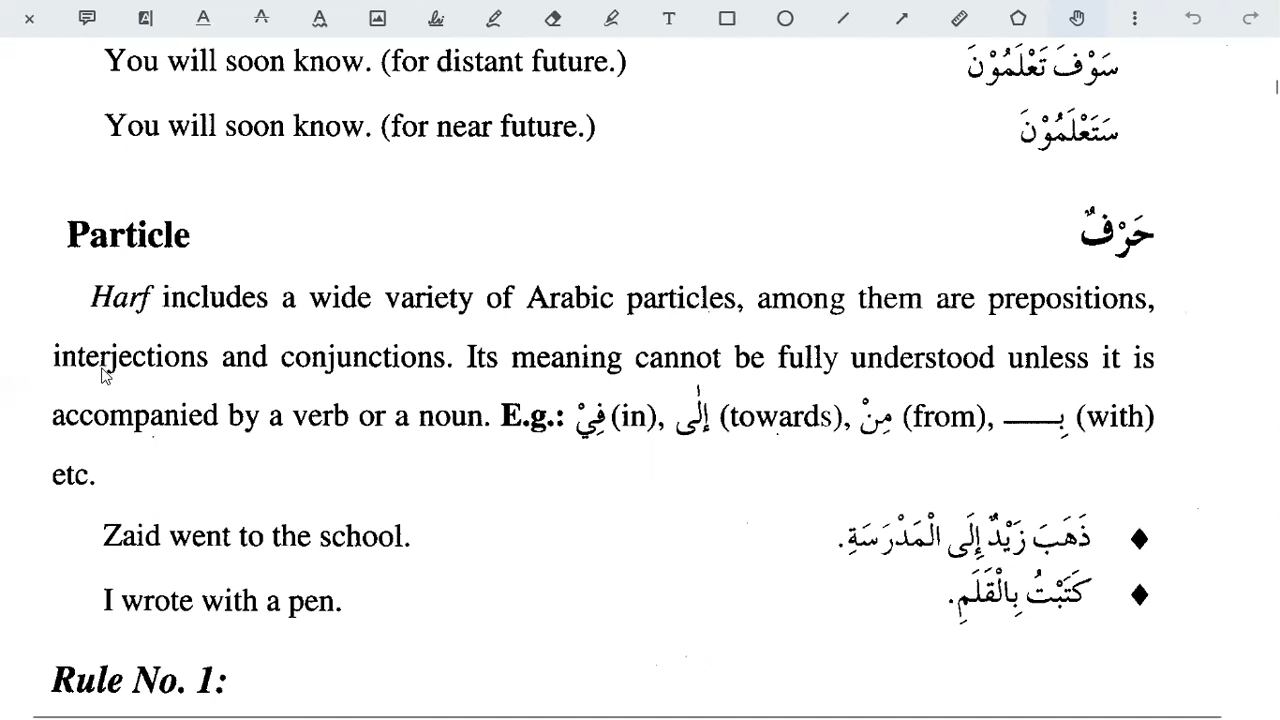 You will soon know. (for distant future.) سَوْفَ تَعْلَمُوْنَ
You will soon know. (for near future.) سَتَعْلَمُوْنَ
Particle حَرْفٌ
Harf includes a wide variety of Arabic particles, among them are prepositions,
interjections and conjunctions. Its meaning cannot be fully understood unless it is
accompanied by a verb or a noun. E.g.: فِيْ (in), إِلٰى (towards), مِنْ (from), بِـــــ (with)
etc.
Zaid went to the school. ذَهَبَ زَيْدٌ إِلَى الْمَدْرَسَةِ. ♦
I wrote with a pen. كَتَبْتُ بِالْقَلَمِ. ♦
Rule No. 1: